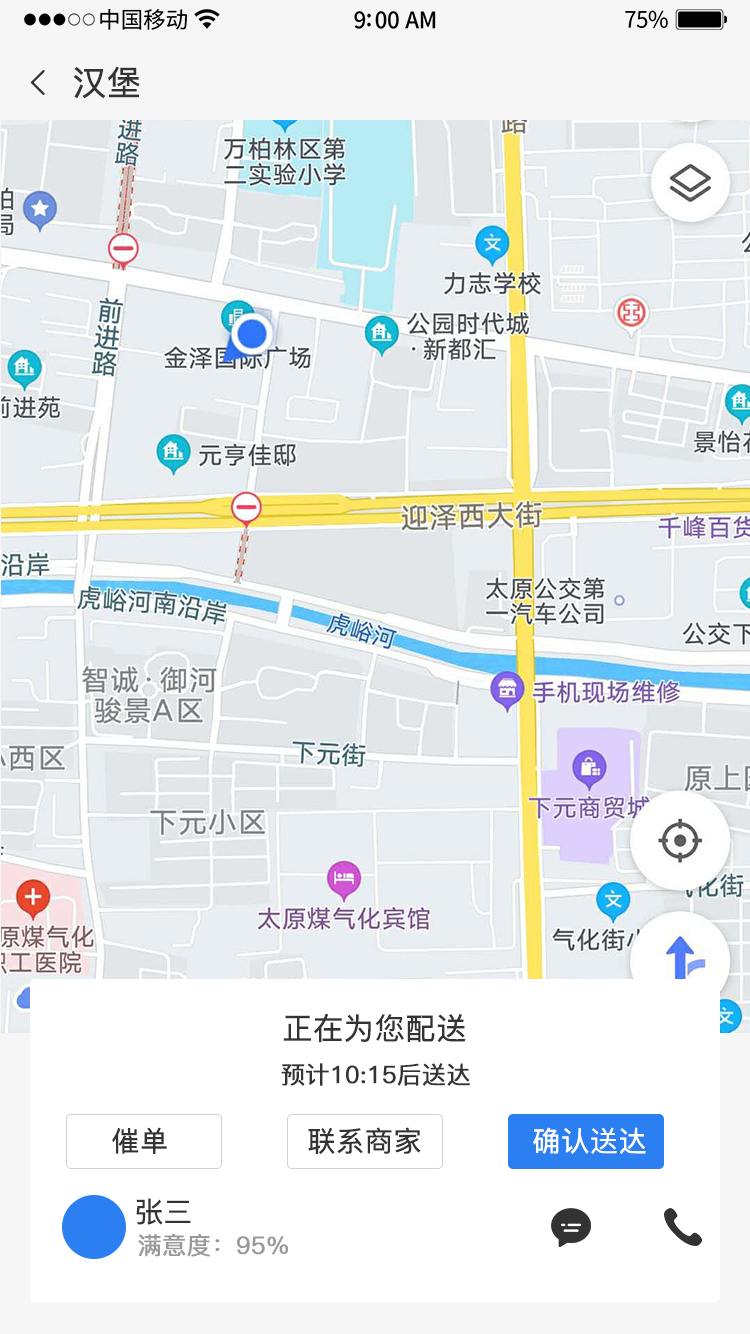 中国移动 9:00 AM 75%
汉堡
进路
路
万柏林区第
二实验小学
柏
局
力志学校
公园时代城
·新都汇
前进路
金泽国际广场
前进苑
景怡花
元亨佳邸
迎泽西大街
千峰百货
沿岸
虎峪河南沿岸
太原公交第
一汽车公司
虎峪河
公交下
智诚·御河
骏景A区
手机现场维修
西区
下元街
原上
下元商贸城
下元小区
化街
太原煤气化宾馆
原煤气化
职工医院
气化街小
正在为您配送
预计10:15后送达
催单 联系商家 确认送达
张三
满意度：95%